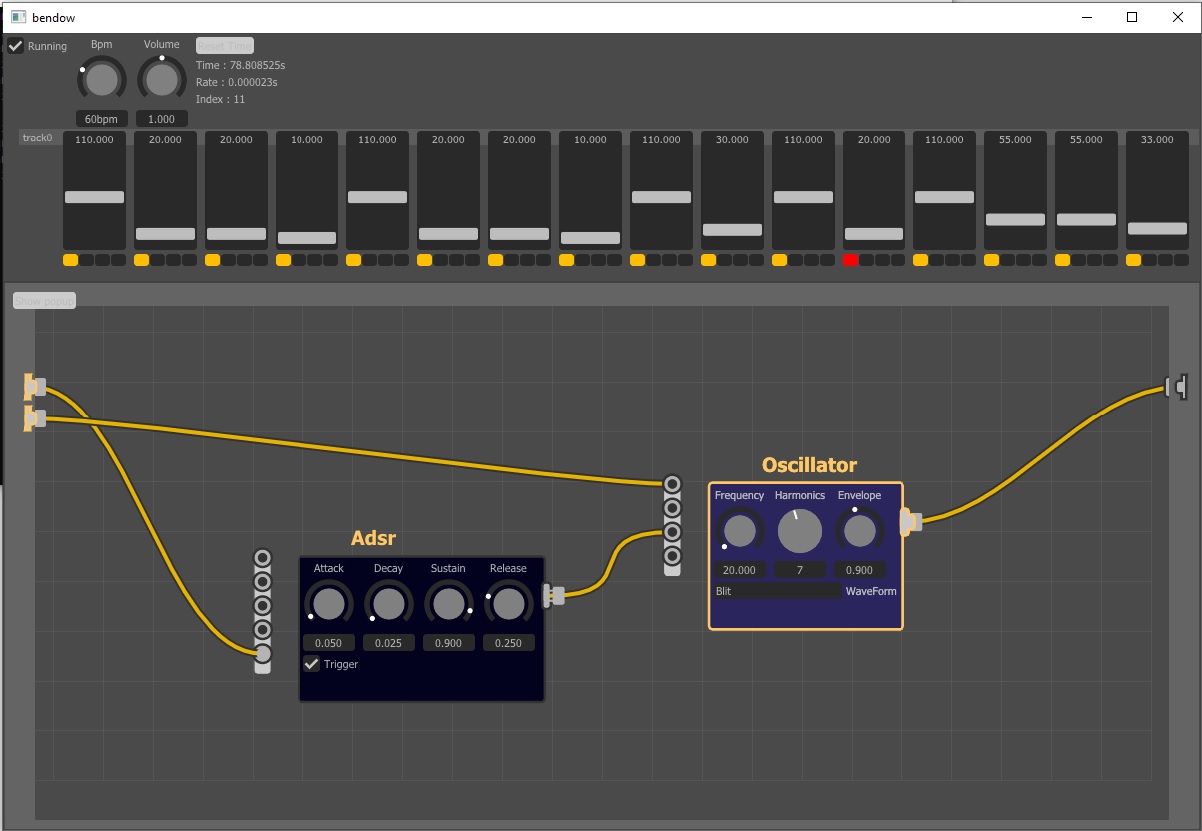 bendow
Running
Bpm
Volume
Reset Time
Time : 78.808525s
Rate : 0.000023s
Index : 11
60bpm
1.000
track0
110.000 20.000 20.000 10.000 110.000 20.000 20.000 10.000 110.000 30.000 110.000 20.000 110.000 55.000 55.000 33.000
Show popup
Oscillator
Frequency Harmonics Envelope
20.000 7 0.900
Blit WaveForm
Adsr
Attack Decay Sustain Release
0.050 0.025 0.900 0.250
Trigger